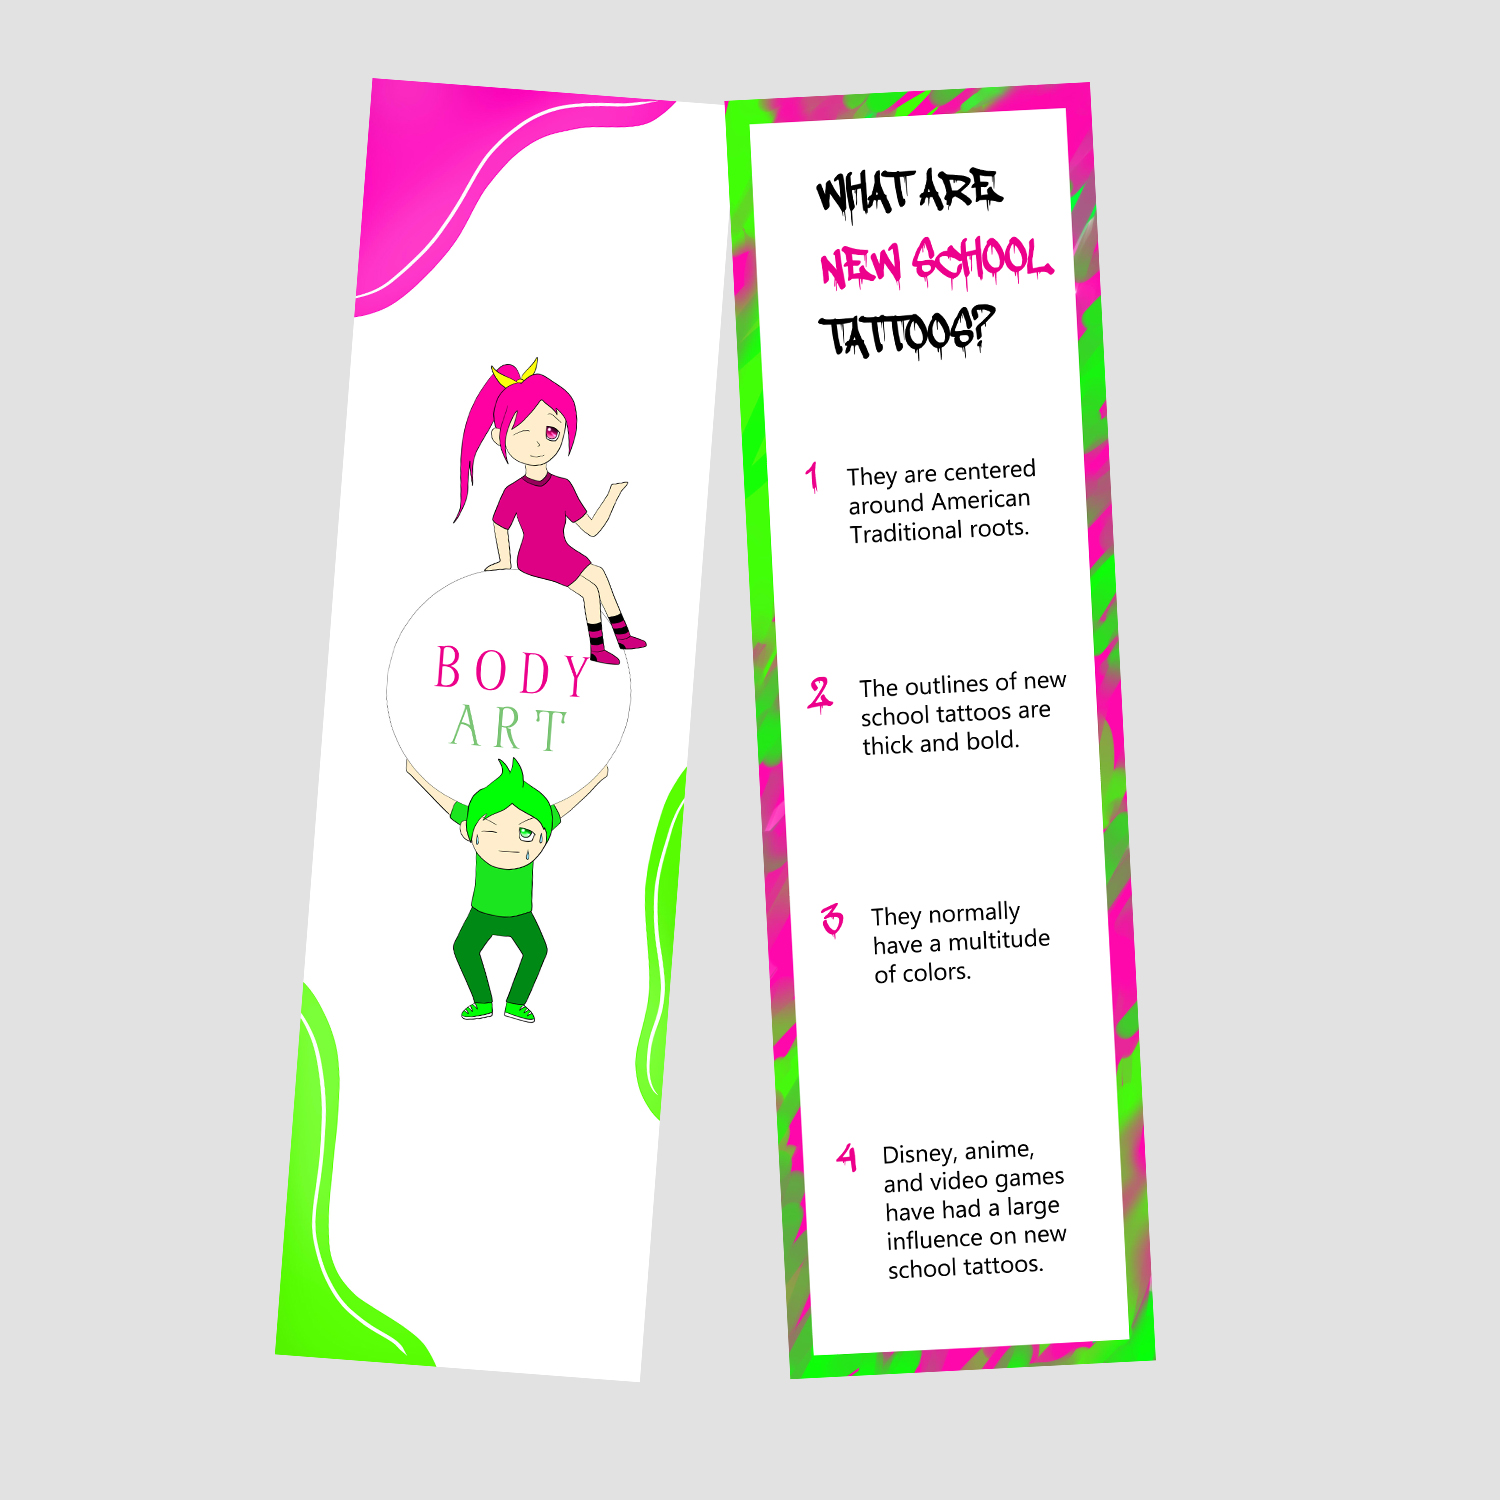 BODY
ART
WHAT ARE
NEW SCHOOL
TATTOOS?
1 They are centered
around American
Traditional roots.
2 The outlines of new
school tattoos are
thick and bold.
3 They normally
have a multitude
of colors.
4 Disney, anime,
and video games
have had a large
influence on new
school tattoos.